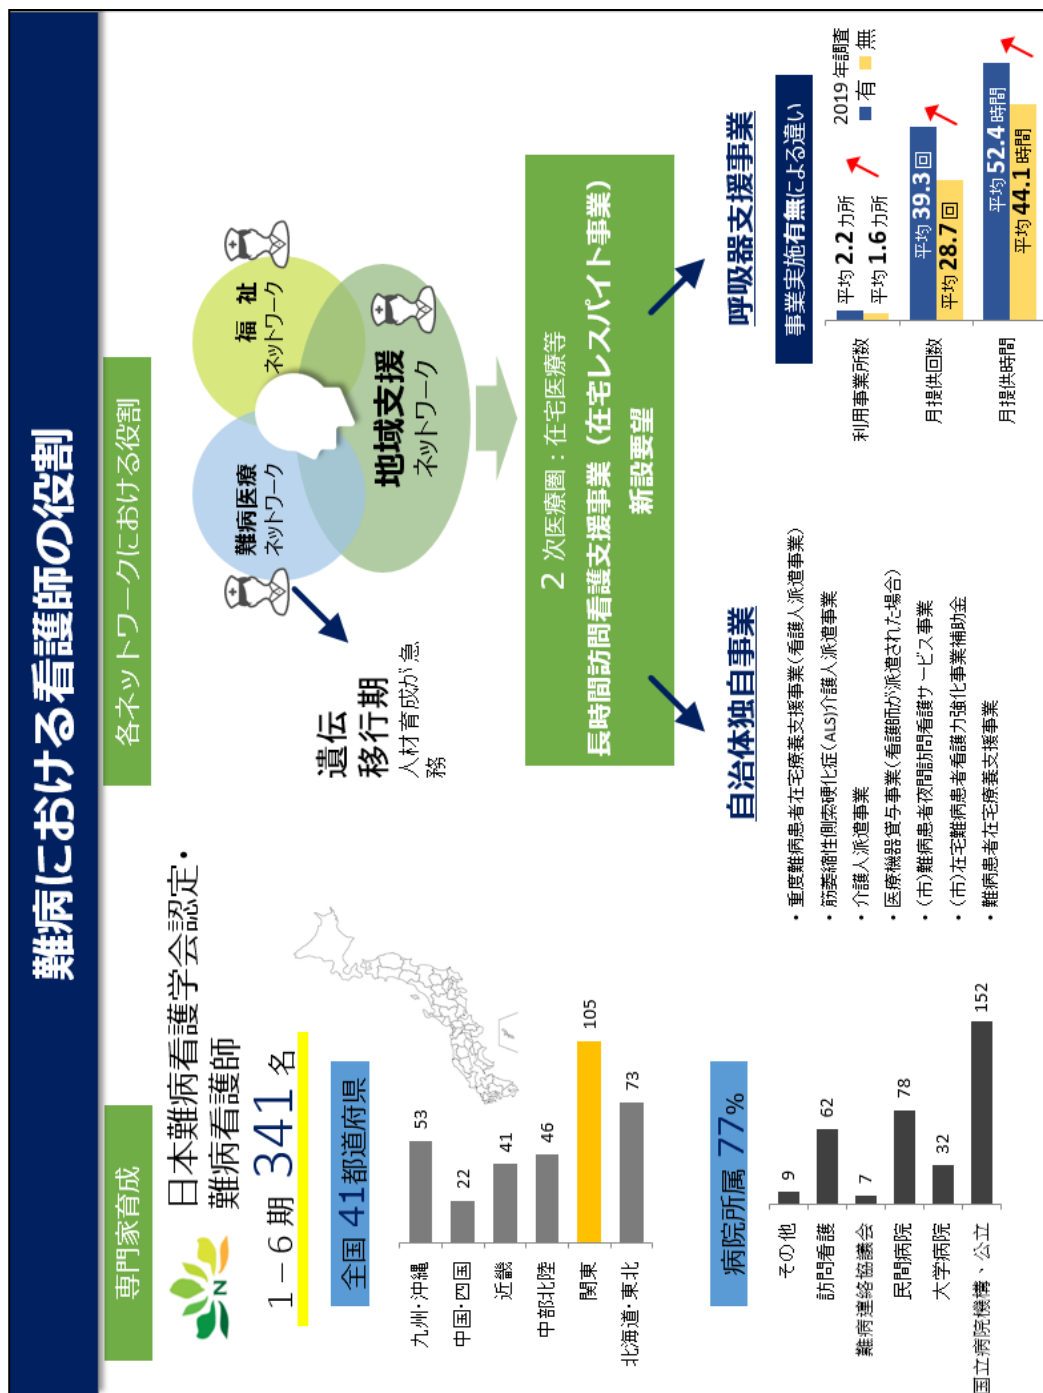 難病における看護師の役割
専門家育成
日本難病看護学会認定・
難病看護師
N
1－6期 341名
全国 41都道府県
九州・沖縄 53
中国・四国 22
近畿 41
中部北陸 46
関東 105
北海道・東北 73
病院所属 77%
その他 9
訪問看護 62
難病連絡協議会 7
民間病院 78
大学病院 32
国立病院機構、公立 152
各ネットワークにおける役割
難病医療
ネットワーク
福 祉
ネットワーク
地域支援
ネットワーク
遺伝
移行期
人材育成が急
務
2 次医療圏：在宅医療等
長時間訪問看護支援事業（在宅レスパイト事業）
新設要望
自治体独自事業
・重度難病患者在宅療養支援事業(看護人派遣事業)
・筋萎縮性側索硬化症(ALS)介護人派遣事業
・介護人派遣事業
・医療機器貸与事業(看護師が派遣された場合)
・(市)難病患者夜間訪問看護サービス事業
・(市)在宅難病患者看護力強化事業補助金
・難病患者在宅療養支援事業
呼吸器支援事業
事業実施有無による違い
2019年調査
有 無
利用事業所数
平均 2.2 カ所
平均 1.6 カ所
月提供回数
平均 39.3 回
平均 28.7 回
月提供時間
平均 52.4 時間
平均 44.1 時間